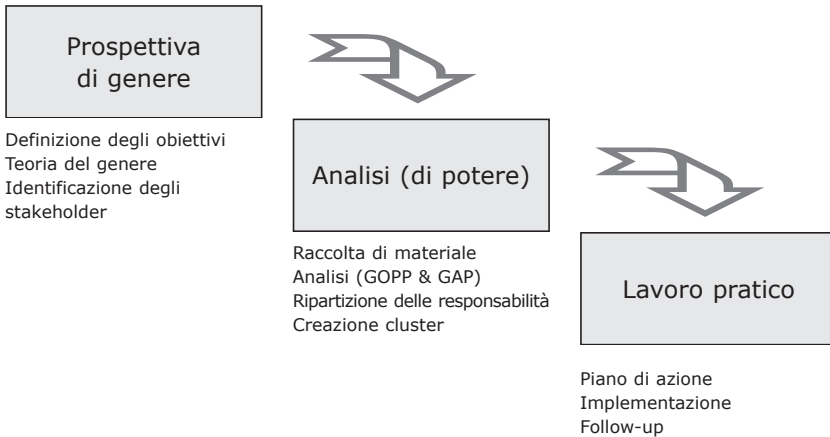 Prospettiva
di genere
Definizione degli obiettivi
Teoria del genere
Identificazione degli
stakeholder
Analisi (di potere)
Raccolta di materiale
Analisi (GOPP & GAP)
Ripartizione delle responsabilità
Creazione cluster
Lavoro pratico
Piano di azione
Implementazione
Follow-up